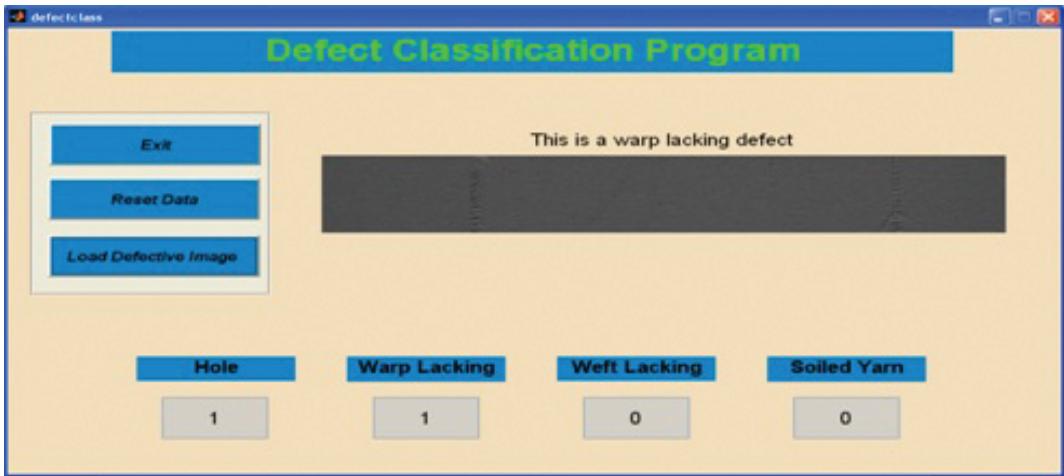 defectclass
Defect Classification Program
Exit
Reset Data
Load Defective Image
This is a warp lacking defect
Hole
Warp Lacking
Weft Lacking
Soiled Yarn
1
1
0
0